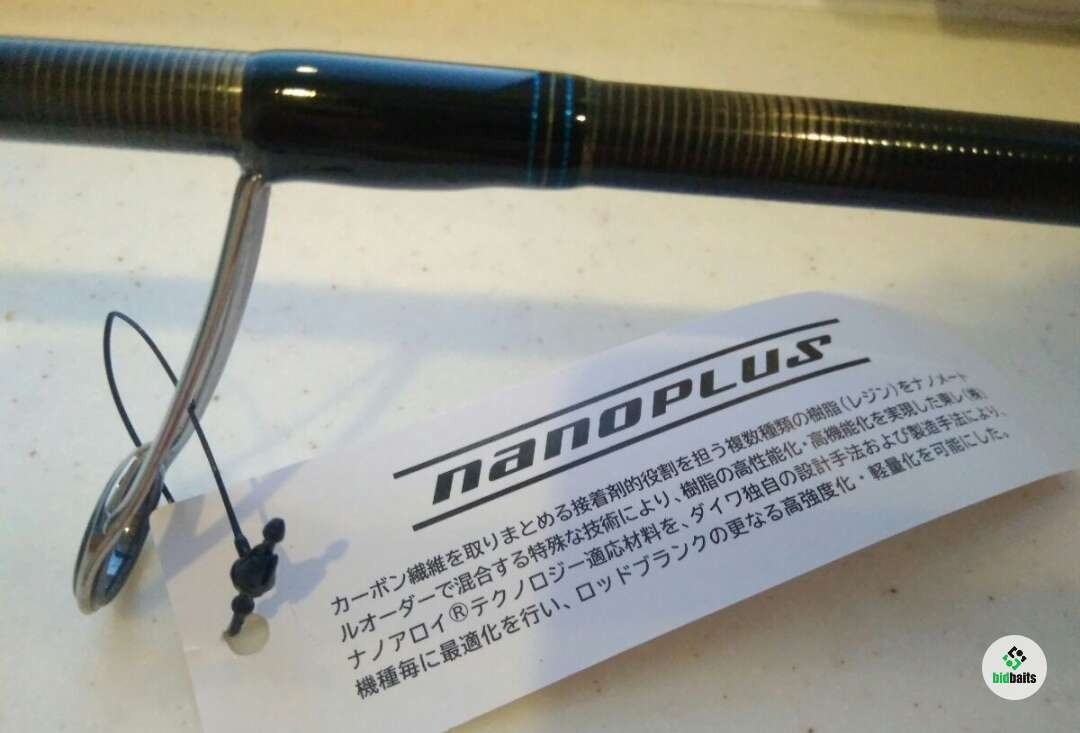 nanoPLUS
カーボン繊維を取りまとめる接着剤的役割を担う複数種類の樹脂(レジン)をナノメート
ルオーダーで混合する特殊な技術により、樹脂の高性能化・高機能化を実現した東レ(株)
ナノアロイ®テクノロジー適応材料を、ダイワ独自の設計手法および製造手法により、
機種毎に最適化を行い、ロッドブランクの更なる高強度化・軽量化を可能にした。
bidbaits